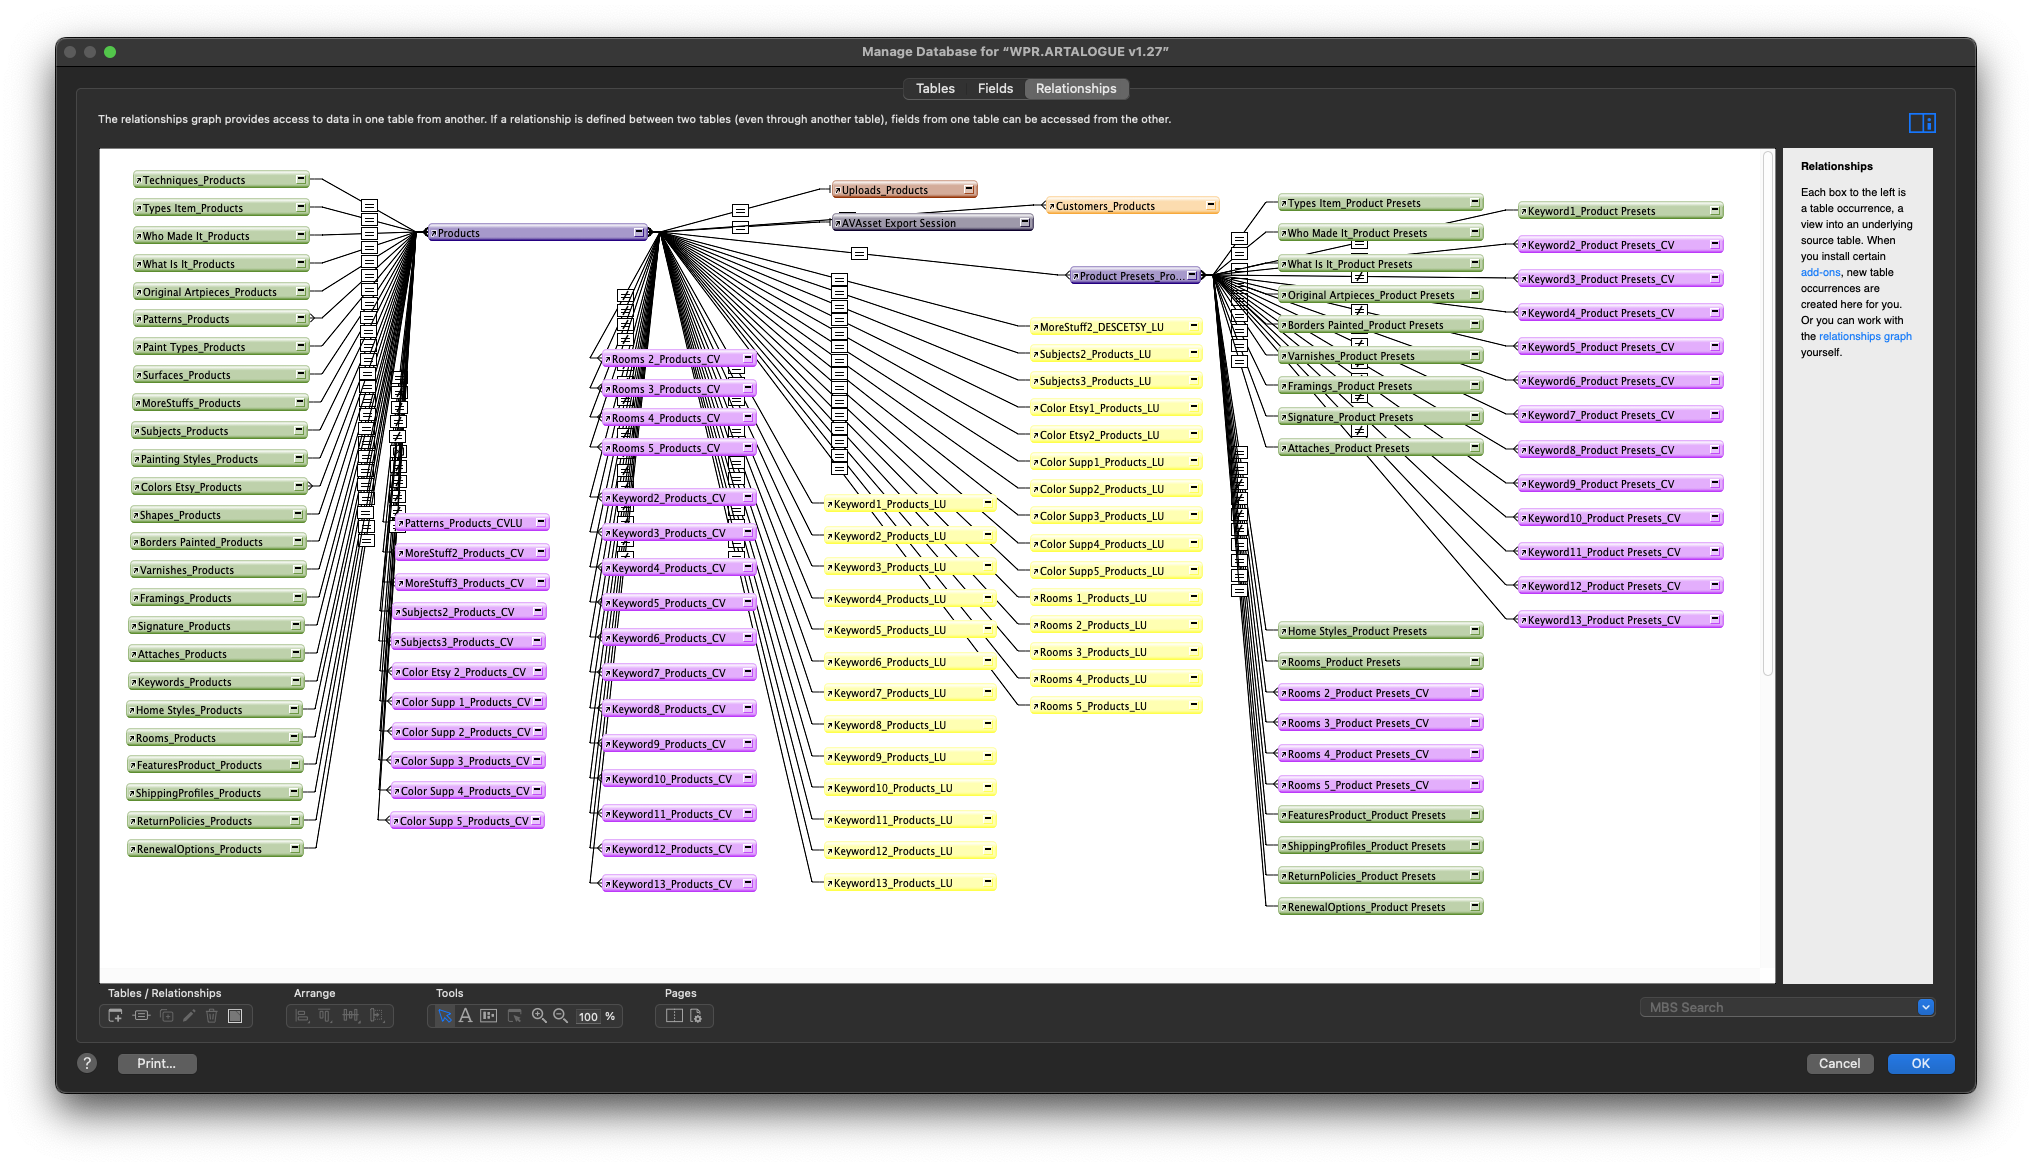 Manage Database for “WPR.ARTALOGUE v1.27”
Tables
Fields
Relationships
The relationships graph provides access to data in one table from another. If a relationship is defined between two tables (even through another table), fields from one table can be accessed from the other.
Techniques_Products
Types Item_Products
Who Made It_Products
What Is It_Products
Original Artpieces_Products
Patterns_Products
Paint Types_Products
Surfaces_Products
MoreStuffs_Products
Subjects_Products
Painting Styles_Products
Colors Etsy_Products
Shapes_Products
Borders Painted_Products
Varnishes_Products
Framings_Products
Signature_Products
Attaches_Products
Keywords_Products
Home Styles_Products
Rooms_Products
FeaturesProduct_Products
ShippingProfiles_Products
ReturnPolicies_Products
RenewalOptions_Products
Products
Patterns_Products_CVLU
MoreStuff2_Products_CV
MoreStuff3_Products_CV
Subjects2_Products_CV
Subjects3_Products_CV
Color Etsy 2_Products_CV
Color Supp 1_Products_CV
Color Supp 2_Products_CV
Color Supp 3_Products_CV
Color Supp 4_Products_CV
Color Supp 5_Products_CV
Rooms 2_Products_CV
Rooms 3_Products_CV
Rooms 4_Products_CV
Rooms 5_Products_CV
Keyword2_Products_CV
Keyword3_Products_CV
Keyword4_Products_CV
Keyword5_Products_CV
Keyword6_Products_CV
Keyword7_Products_CV
Keyword8_Products_CV
Keyword9_Products_CV
Keyword10_Products_CV
Keyword11_Products_CV
Keyword12_Products_CV
Keyword13_Products_CV
Uploads_Products
AVAsset Export Session
Customers_Products
Product Presets_Pro...
Keyword1_Products_LU
Keyword2_Products_LU
Keyword3_Products_LU
Keyword4_Products_LU
Keyword5_Products_LU
Keyword6_Products_LU
Keyword7_Products_LU
Keyword8_Products_LU
Keyword9_Products_LU
Keyword10_Products_LU
Keyword11_Products_LU
Keyword12_Products_LU
Keyword13_Products_LU
MoreStuff2_DESCETSY_LU
Subjects2_Products_LU
Subjects3_Products_LU
Color Etsy1_Products_LU
Color Etsy2_Products_LU
Color Supp1_Products_LU
Color Supp2_Products_LU
Color Supp3_Products_LU
Color Supp4_Products_LU
Color Supp5_Products_LU
Rooms 1_Products_LU
Rooms 2_Products_LU
Rooms 3_Products_LU
Rooms 4_Products_LU
Rooms 5_Products_LU
Types Item_Product Presets
Who Made It_Product Presets
What Is It_Product Presets
Original Artpieces_Product Presets
Borders Painted_Product Presets
Varnishes_Product Presets
Framings_Product Presets
Signature_Product Presets
Attaches_Product Presets
Home Styles_Product Presets
Rooms_Product Presets
Rooms 2_Product Presets_CV
Rooms 3_Product Presets_CV
Rooms 4_Product Presets_CV
Rooms 5_Product Presets_CV
FeaturesProduct_Product Presets
ShippingProfiles_Product Presets
ReturnPolicies_Product Presets
RenewalOptions_Product Presets
Keyword1_Product Presets
Keyword2_Product Presets_CV
Keyword3_Product Presets_CV
Keyword4_Product Presets_CV
Keyword5_Product Presets_CV
Keyword6_Product Presets_CV
Keyword7_Product Presets_CV
Keyword8_Product Presets_CV
Keyword9_Product Presets_CV
Keyword10_Product Presets_CV
Keyword11_Product Presets_CV
Keyword12_Product Presets_CV
Keyword13_Product Presets_CV
Relationships
Each box to the left is
a table occurrence, a
view into an underlying
source table. When
you install certain
add-ons, new table
occurrences are
created here for you.
Or you can work with
the relationships graph
yourself.
Tables / Relationships
Arrange
Tools
Pages
A
100 %
MBS Search
?
Print...
Cancel
OK